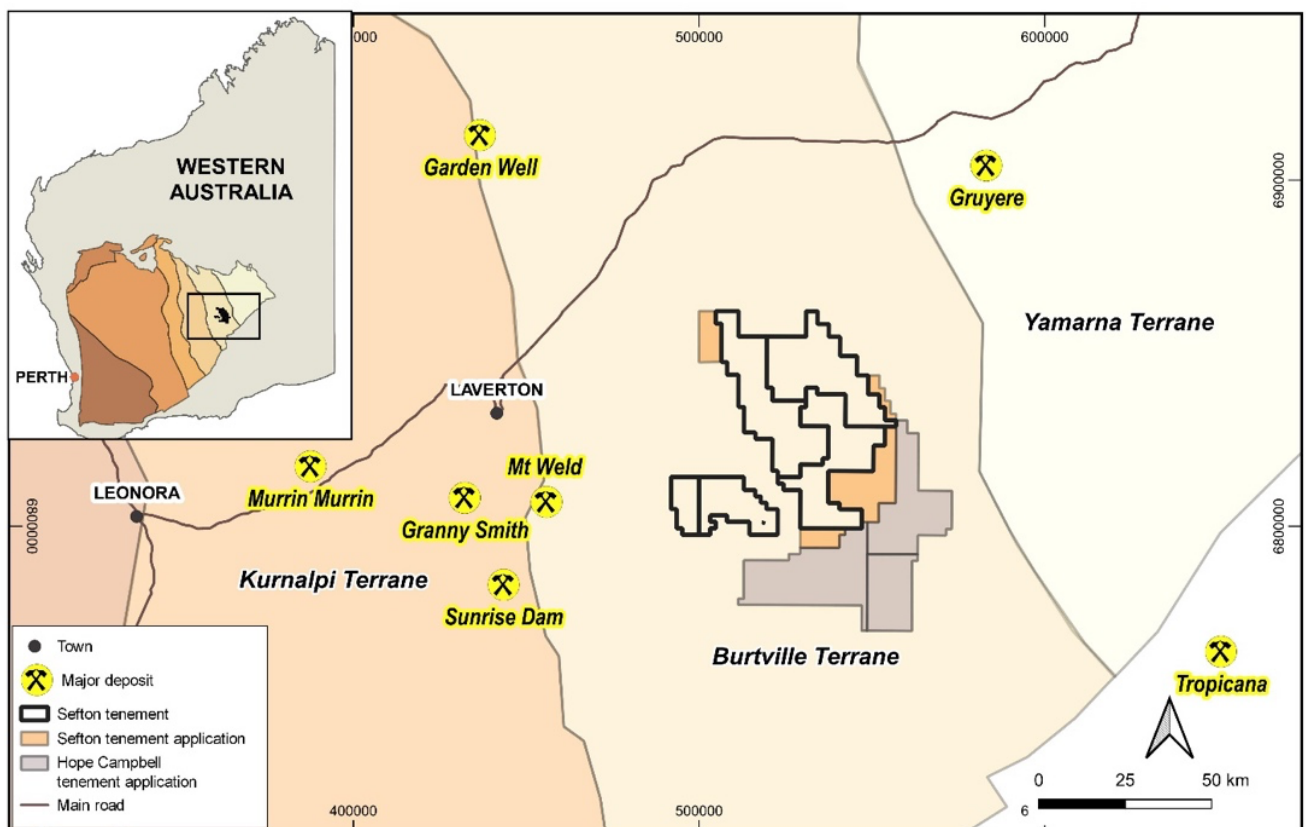 000
500000
600000
WESTERN
AUSTRALIA
PERTH
Garden Well
Gruyere
6900000
Yamarna Terrane
LAVERTON
Mt Weld
LEONORA
Murrin Murrin
Granny Smith
6800000
6800000
Kurnalpi Terrane
Sunrise Dam
Burtville Terrane
Tropicana
Town
Major deposit
Sefton tenement
Sefton tenement application
Hope Campbell
tenement application
Main road
0 25 50 km
6
400000
500000